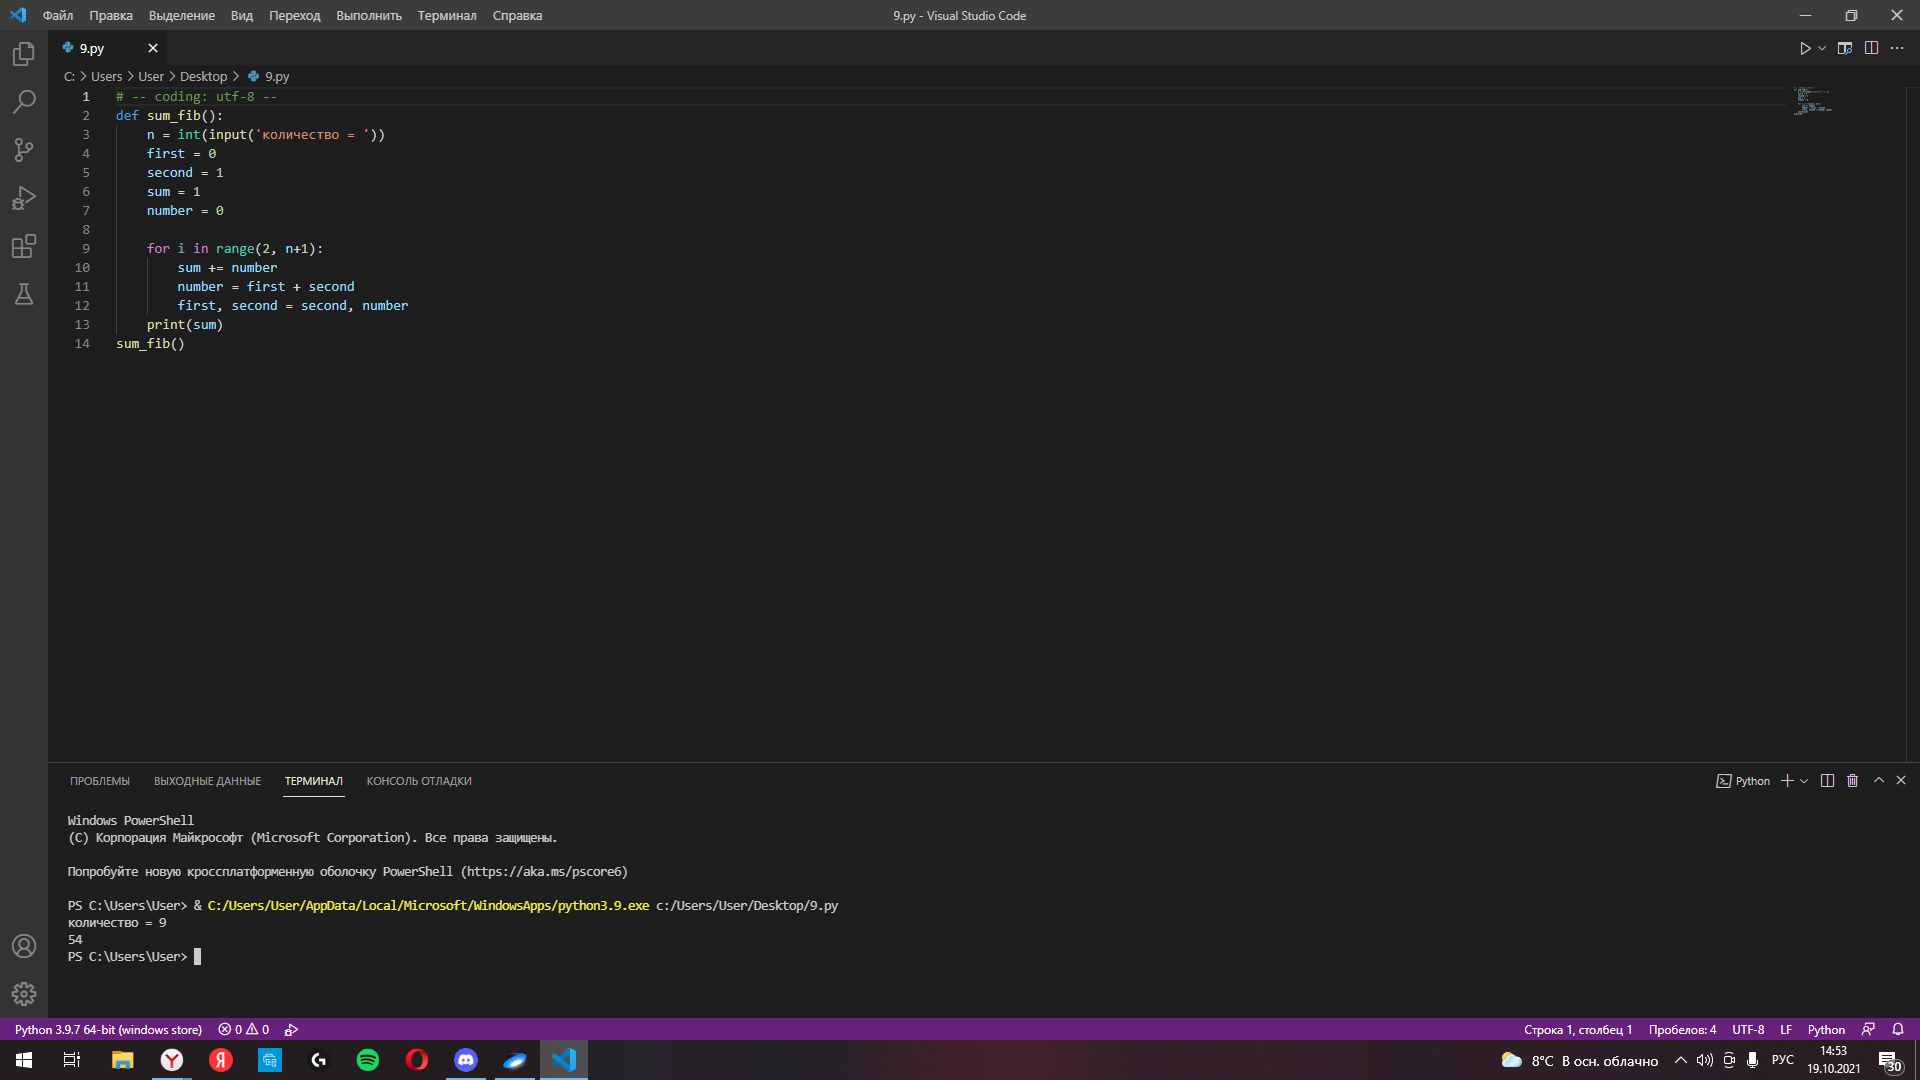 Файл Правка Выделение Вид Переход Выполнить Терминал Справка
9.py - Visual Studio Code
9.py
C: > Users > User > Desktop > 9.py
1 # -- coding: utf-8 --
2 def sum_fib():
3     n = int(input('количество = '))
4     first = 0
5     second = 1
6     sum = 1
7     number = 0
8
9     for i in range(2, n+1):
10         sum += number
11         number = first + second
12         first, second = second, number
13     print(sum)
14 sum_fib()
ПРОБЛЕМЫ ВЫХОДНЫЕ ДАННЫЕ ТЕРМИНАЛ КОНСОЛЬ ОТЛАДКИ
Python
Windows PowerShell
(C) Корпорация Майкрософт (Microsoft Corporation). Все права защищены.
Попробуйте новую кроссплатформенную оболочку PowerShell (https://aka.ms/pscore6)
PS C:\Users\User> & C:/Users/User/AppData/Local/Microsoft/WindowsApps/python3.9.exe c:/Users/User/Desktop/9.py
количество = 9
54
PS C:\Users\User>
Python 3.9.7 64-bit (windows store) 0 0
Строка 1, столбец 1 Пробелов: 4 UTF-8 LF Python
8°C В осн. облачно
РУС
14:53
19.10.2021
30